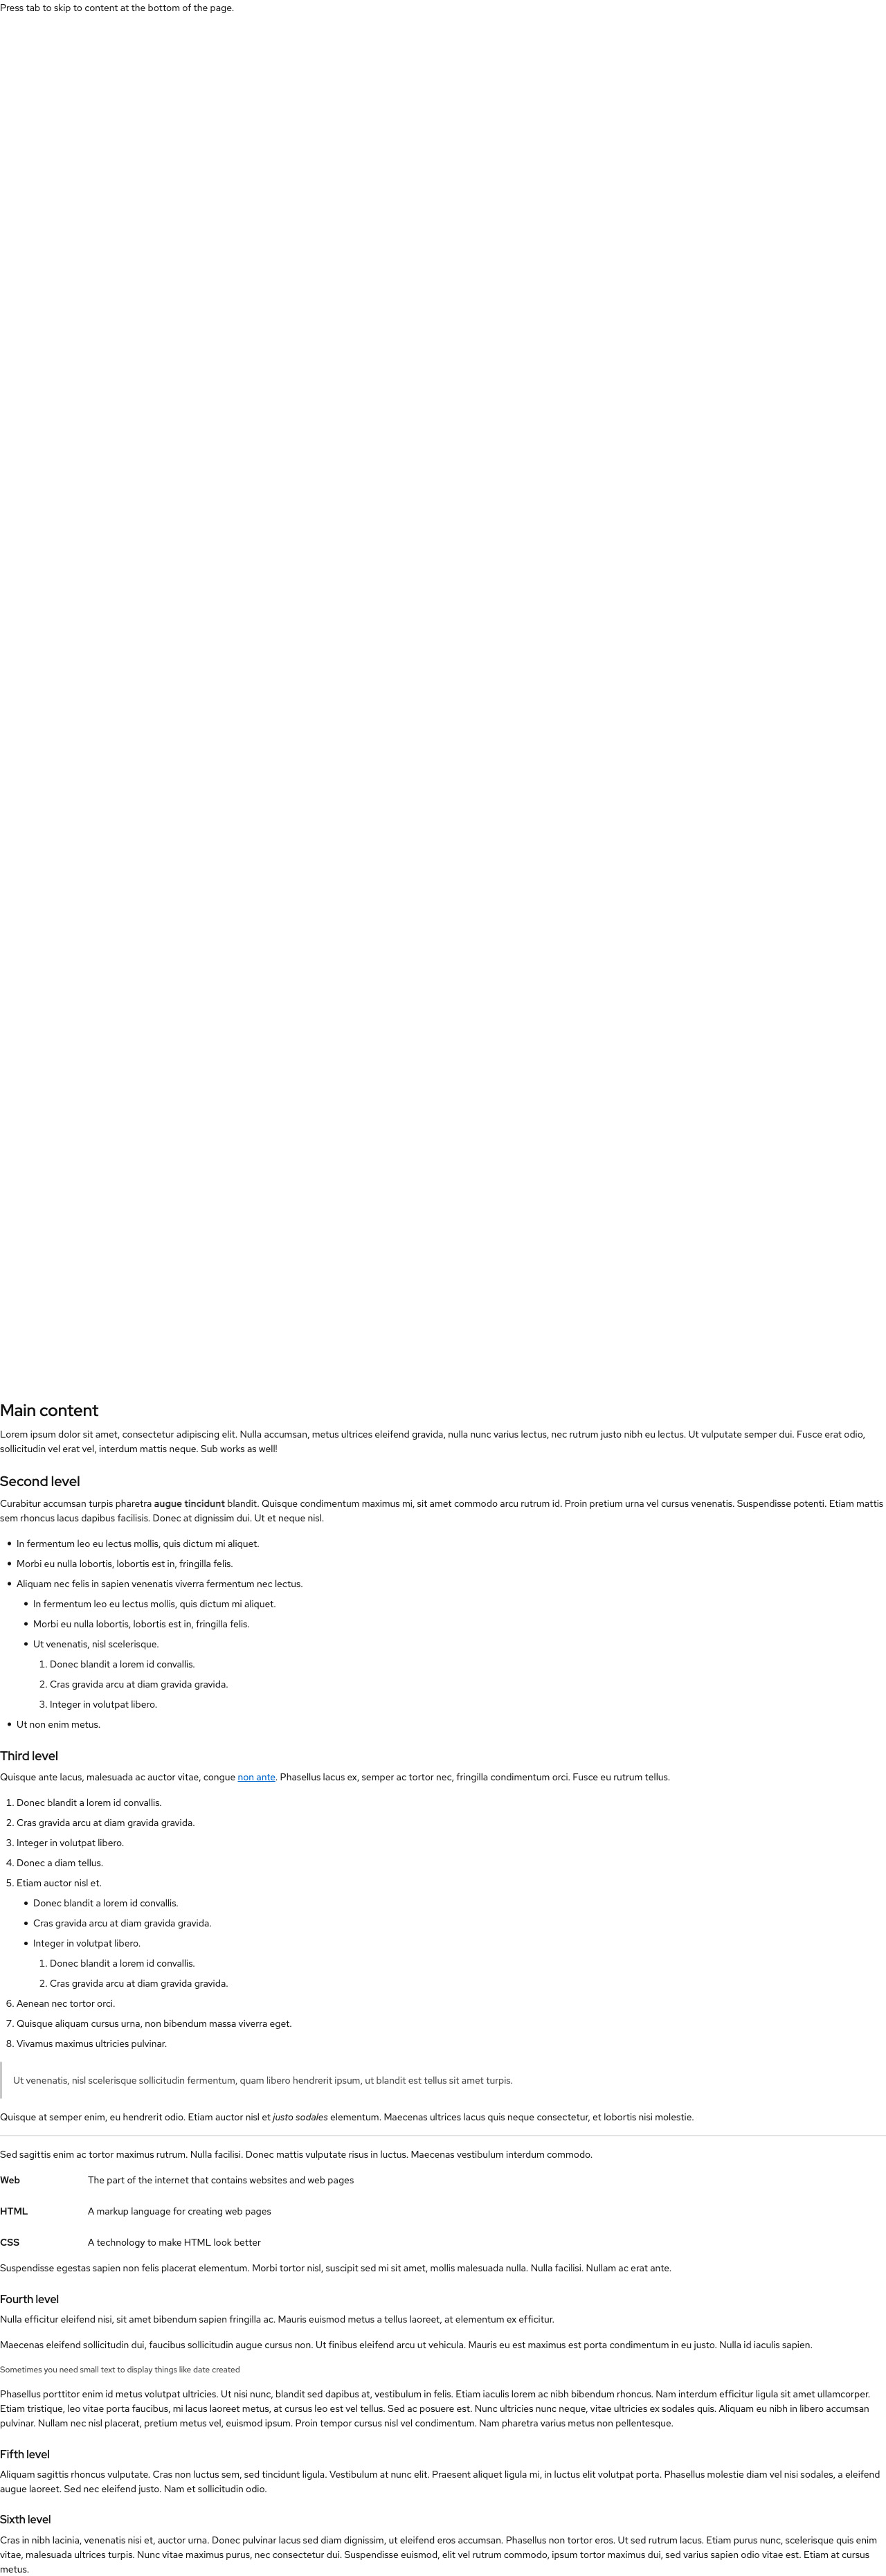 Press tab to skip to content at the bottom of the page.
Main content
Lorem ipsum dolor sit amet, consectetur adipiscing elit. Nulla accumsan, metus ultrices eleifend gravida, nulla nunc varius lectus, nec rutrum justo nibh eu lectus. Ut vulputate semper dui. Fusce erat odio,
sollicitudin vel erat vel, interdum mattis neque. Sub works as well!
Second level
Curabitur accumsan turpis pharetra augue tincidunt blandit. Quisque condimentum maximus mi, sit amet commodo arcu rutrum id. Proin pretium urna vel cursus venenatis. Suspendisse potenti. Etiam mattis
sem rhoncus lacus dapibus facilisis. Donec at dignissim dui. Ut et neque nisl.
• In fermentum leo eu lectus mollis, quis dictum mi aliquet.
• Morbi eu nulla lobortis, lobortis est in, fringilla felis.
• Aliquam nec felis in sapien venenatis viverra fermentum nec lectus.
• In fermentum leo eu lectus mollis, quis dictum mi aliquet.
• Morbi eu nulla lobortis, lobortis est in, fringilla felis.
• Ut venenatis, nisl scelerisque.
1. Donec blandit a lorem id convallis.
2. Cras gravida arcu at diam gravida gravida.
3. Integer in volutpat libero.
• Ut non enim metus.
Third level
Quisque ante lacus, malesuada ac auctor vitae, congue non ante. Phasellus lacus ex, semper ac tortor nec, fringilla condimentum orci. Fusce eu rutrum tellus.
1. Donec blandit a lorem id convallis.
2. Cras gravida arcu at diam gravida gravida.
3. Integer in volutpat libero.
4. Donec a diam tellus.
5. Etiam auctor nisl et.
• Donec blandit a lorem id convallis.
• Cras gravida arcu at diam gravida gravida.
• Integer in volutpat libero.
1. Donec blandit a lorem id convallis.
2. Cras gravida arcu at diam gravida gravida.
6. Aenean nec tortor orci.
7. Quisque aliquam cursus urna, non bibendum massa viverra eget.
8. Vivamus maximus ultricies pulvinar.
Ut venenatis, nisl scelerisque sollicitudin fermentum, quam libero hendrerit ipsum, ut blandit est tellus sit amet turpis.
Quisque at semper enim, eu hendrerit odio. Etiam auctor nisl et justo sodales elementum. Maecenas ultrices lacus quis neque consectetur, et lobortis nisi molestie.
Sed sagittis enim ac tortor maximus rutrum. Nulla facilisi. Donec mattis vulputate risus in luctus. Maecenas vestibulum interdum commodo.
Web The part of the internet that contains websites and web pages
HTML A markup language for creating web pages
CSS A technology to make HTML look better
Suspendisse egestas sapien non felis placerat elementum. Morbi tortor nisl, suscipit sed mi sit amet, mollis malesuada nulla. Nulla facilisi. Nullam ac erat ante.
Fourth level
Nulla efficitur eleifend nisi, sit amet bibendum sapien fringilla ac. Mauris euismod metus a tellus laoreet, at elementum ex efficitur.
Maecenas eleifend sollicitudin dui, faucibus sollicitudin augue cursus non. Ut finibus eleifend arcu ut vehicula. Mauris eu est maximus est porta condimentum in eu justo. Nulla id iaculis sapien.
Sometimes you need small text to display things like date created
Phasellus porttitor enim id metus volutpat ultricies. Ut nisi nunc, blandit sed dapibus at, vestibulum in felis. Etiam iaculis lorem ac nibh bibendum rhoncus. Nam interdum efficitur ligula sit amet ullamcorper.
Etiam tristique, leo vitae porta faucibus, mi lacus laoreet metus, at cursus leo est vel tellus. Sed ac posuere est. Nunc ultricies nunc neque, vitae ultricies ex sodales quis. Aliquam eu nibh in libero accumsan
pulvinar. Nullam nec nisl placerat, pretium metus vel, euismod ipsum. Proin tempor cursus nisl vel condimentum. Nam pharetra varius metus non pellentesque.
Fifth level
Aliquam sagittis rhoncus vulputate. Cras non luctus sem, sed tincidunt ligula. Vestibulum at nunc elit. Praesent aliquet ligula mi, in luctus elit volutpat porta. Phasellus molestie diam vel nisi sodales, a eleifend
augue laoreet. Sed nec eleifend justo. Nam et sollicitudin odio.
Sixth level
Cras in nibh lacinia, venenatis nisi et, auctor urna. Donec pulvinar lacus sed diam dignissim, ut eleifend eros accumsan. Phasellus non tortor eros. Ut sed rutrum lacus. Etiam purus nunc, scelerisque quis enim
vitae, malesuada ultrices turpis. Nunc vitae maximus purus, nec consectetur dui. Suspendisse euismod, elit vel rutrum commodo, ipsum tortor maximus dui, sed varius sapien odio vitae est. Etiam at cursus
metus.